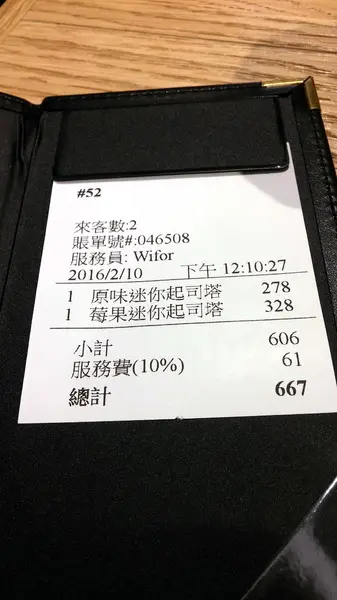 #52
來客數:2
賬單號#:046508
服務員: Wifor
2016/2/10 下午 12:10:27
1 原味迷你起司塔 278
1 莓果迷你起司塔 328
小計 606
服務費(10%) 61
總計 667